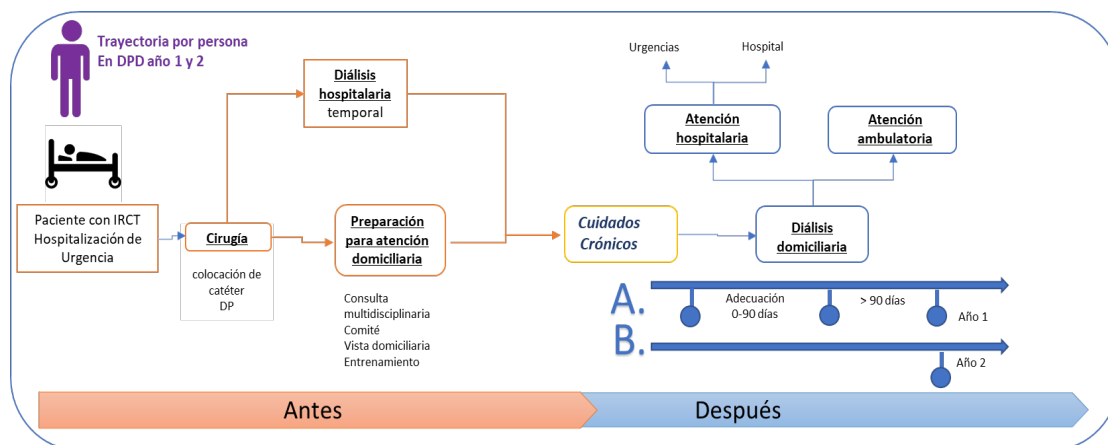 Trayectoria por persona
En DPD año 1 y 2
Paciente con IRCT
Hospitalización de
Urgencia
Cirugía
colocación de
catéter
DP
Diálisis
hospitalaria
temporal
Preparación
para atención
domiciliaria
Consulta
multidisciplinaria
Comité
Vista domiciliaria
Entrenamiento
Cuidados
Crónicos
Urgencias
Hospital
Atención
hospitalaria
Atención
ambulatoria
Diálisis
domiciliaria
A.
Adecuación
0-90 días
> 90 días
Año 1
B.
Año 2
Antes
Después